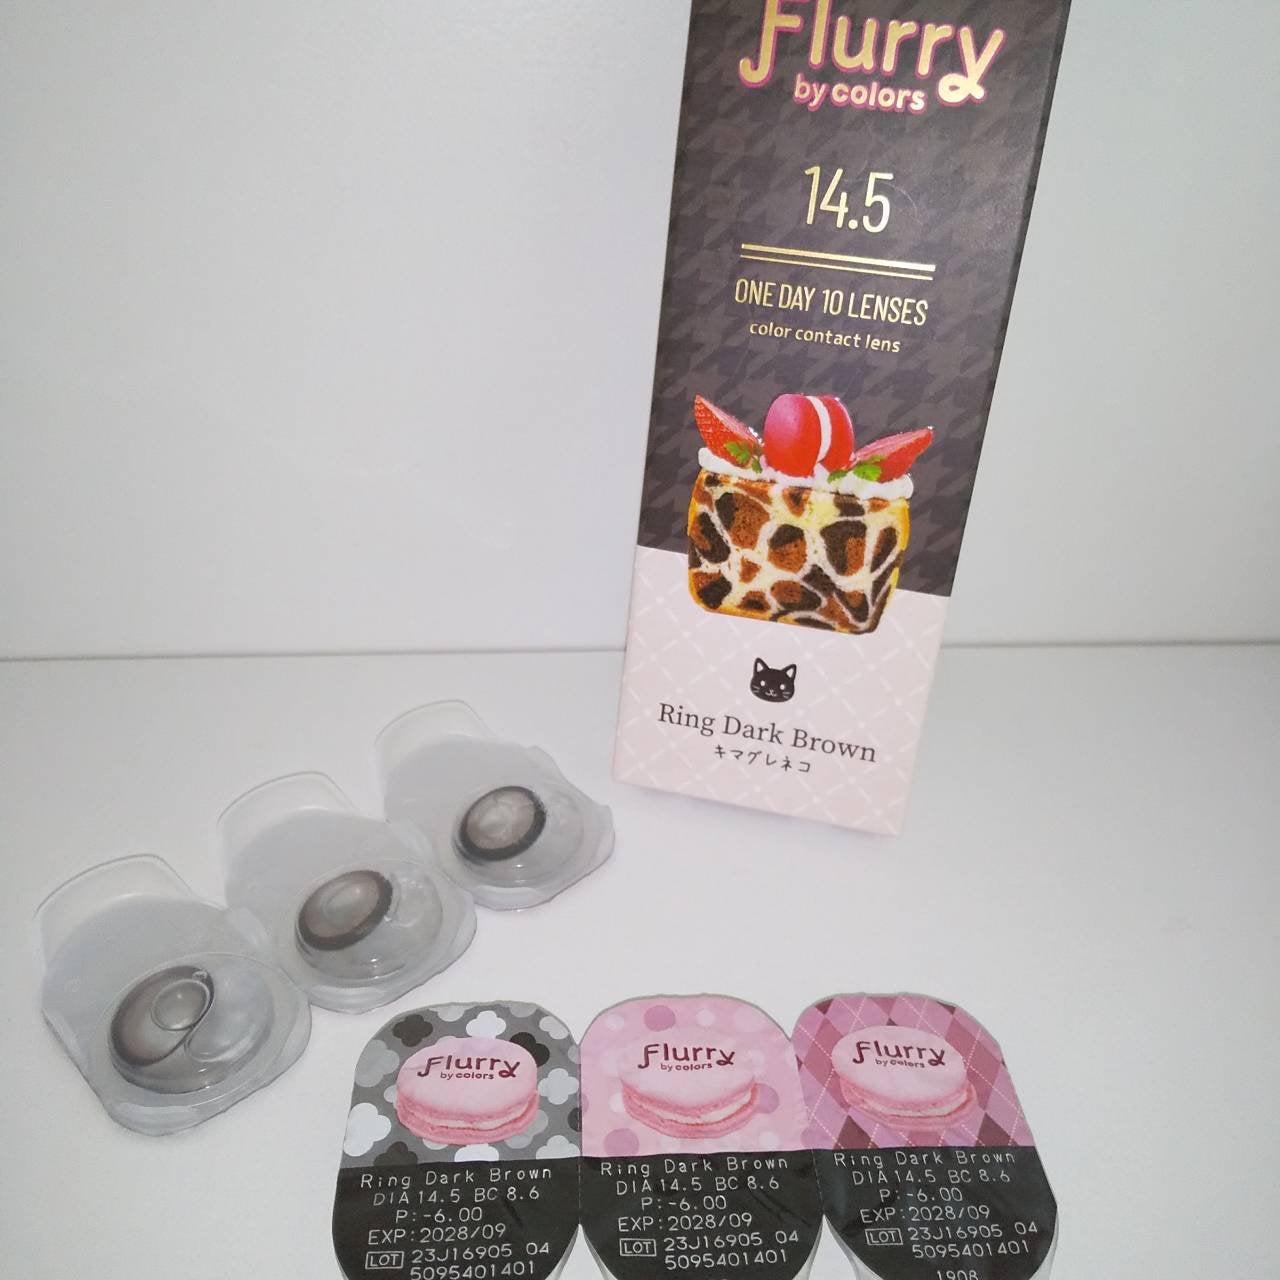 Flurry
by colors
14.5
ONE DAY 10 LENSES
color contact lens
Ring Dark Brown
キマグレネコ
Flurry
by colors
Ring Dark Brown
DIA 14.5 BC 8.6
P:-6.00
EXP:2028/09
LOT 23J16905 04
5095401401
Flurry
by colors
Ring Dark Brown
DIA 14.5 BC 8.6
P:-6.00
EXP:2028/09
LOT 23J16905 04
5095401401
Flurry
by colors
Ring Dark Brown
DIA 14.5 BC 8.6
P:-6.00
EXP:2028/09
LOT 23J16905 04
5095401401
1908